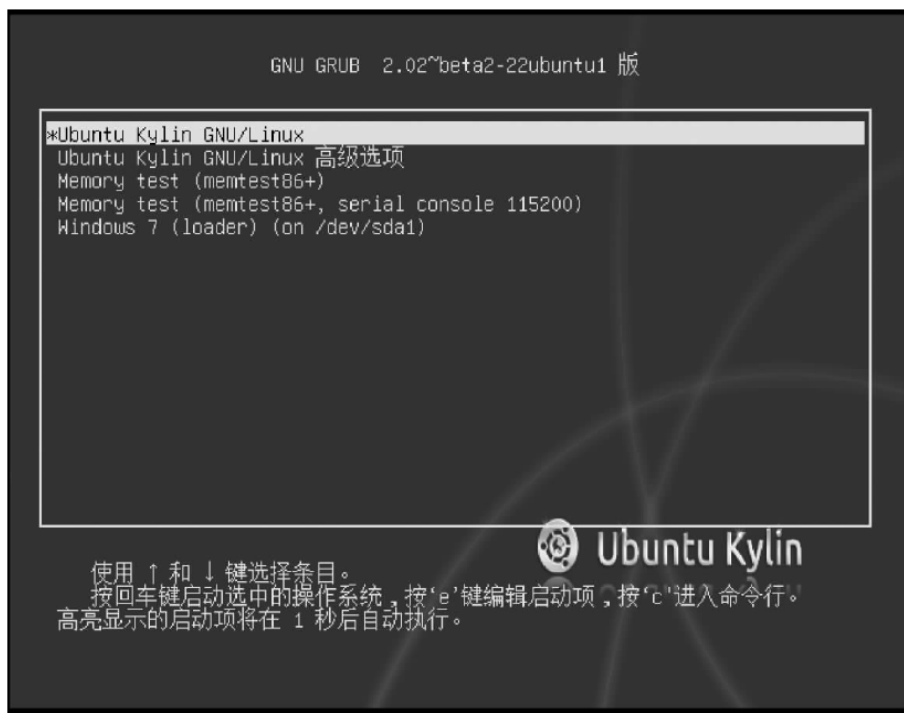 GNU GRUB 2.02~beta2-22ubuntu1 版
*Ubuntu Kylin GNU/Linux
Ubuntu Kylin GNU/Linux 高级选项
Memory test (memtest86+)
Memory test (memtest86+, serial console 115200)
Windows 7 (loader) (on /dev/sda1)
Ubuntu Kylin
使用 ↑ 和 ↓ 键选择条目。
按回车键启动选中的操作系统，按‘e’键编辑启动项，按‘c'进入命令行。
高亮显示的启动项将在 1 秒后自动执行。